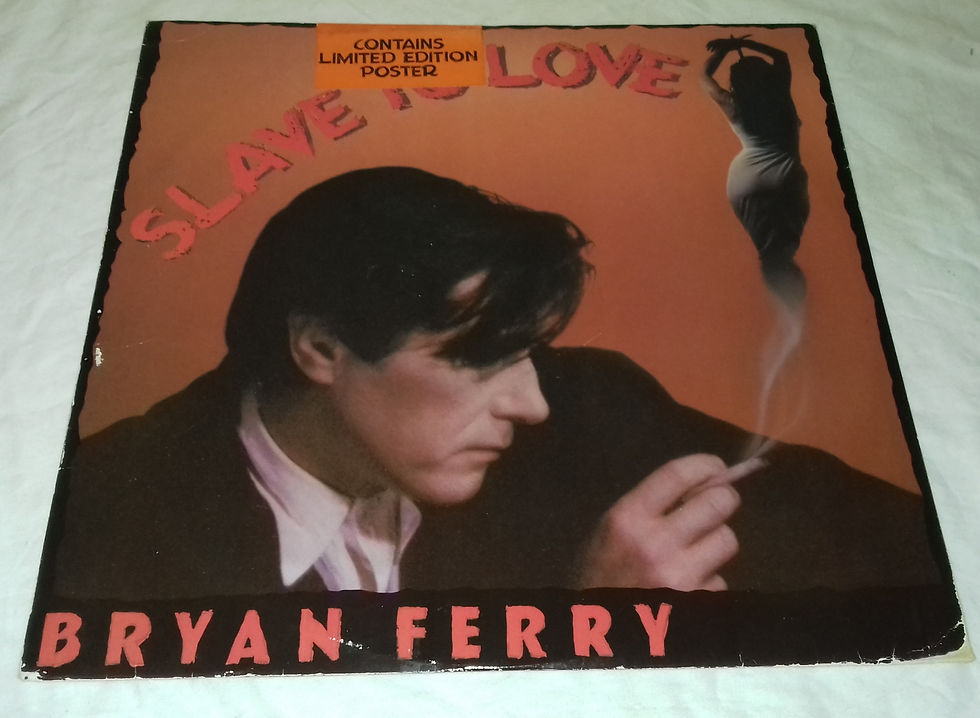 CONTAINS
LIMITED EDITION
POSTER
SLAVE TO LOVE
BRYAN FERRY